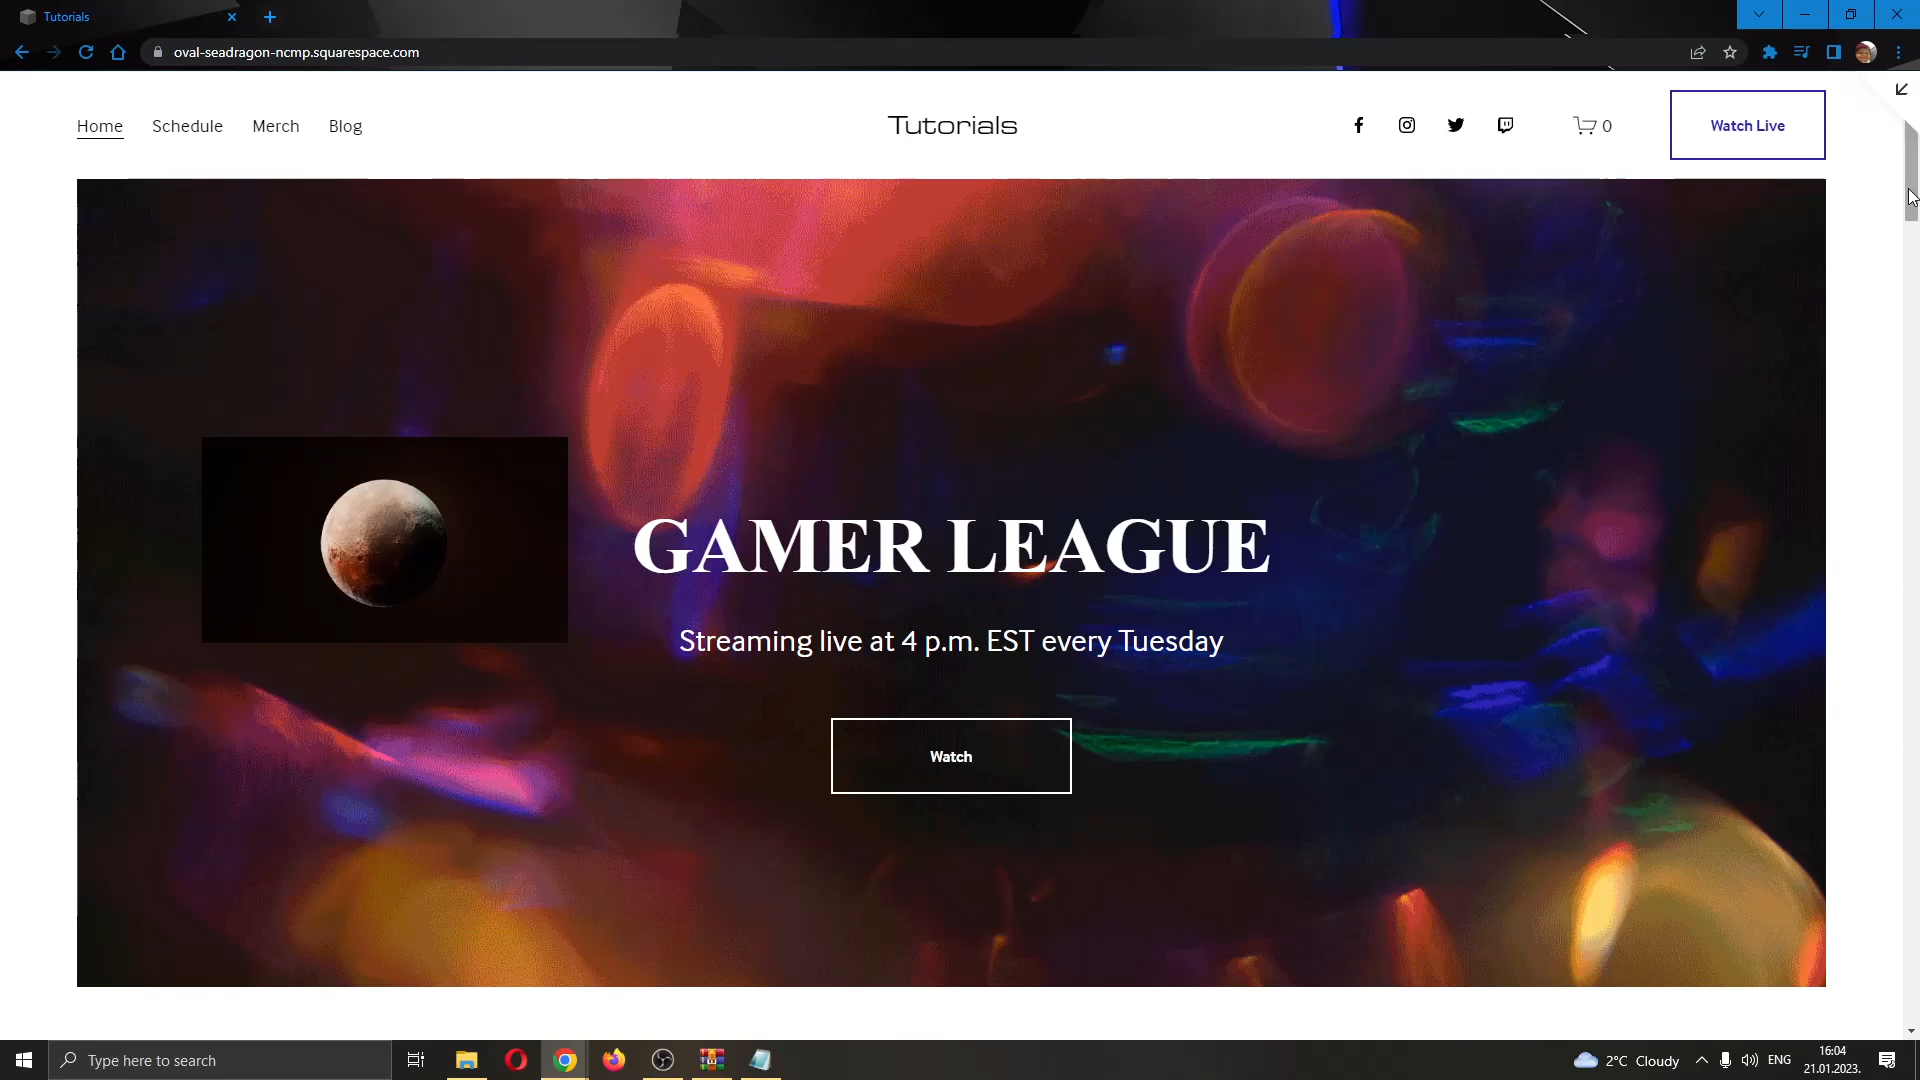 Tutorials
oval-seadragon-ncmp.squarespace.com
Home Schedule Merch Blog
Tutorials
0
Watch Live
GAMER LEAGUE
Streaming live at 4 p.m. EST every Tuesday
Watch
Type here to search
2°C Cloudy
ENG
16:04
21.01.2023.